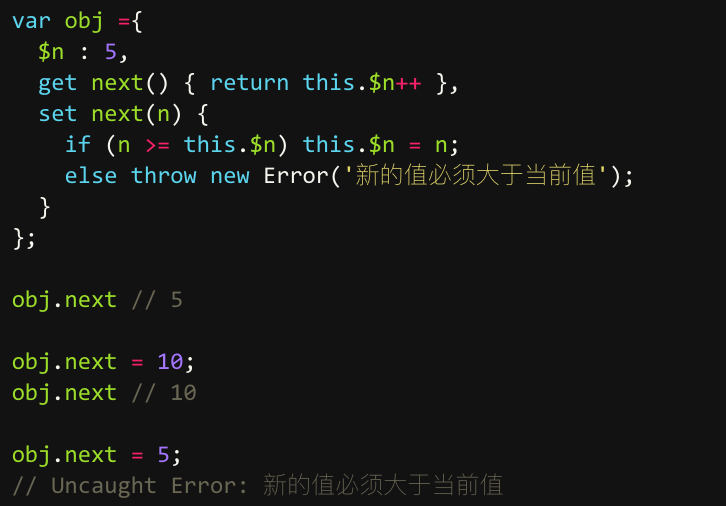 var obj ={
  $n : 5,
  get next() { return this.$n++ },
  set next(n) {
    if (n >= this.$n) this.$n = n;
    else throw new Error('新的值必须大于当前值');
  }
};

obj.next // 5

obj.next = 10;
obj.next // 10

obj.next = 5;
// Uncaught Error: 新的值必须大于当前值